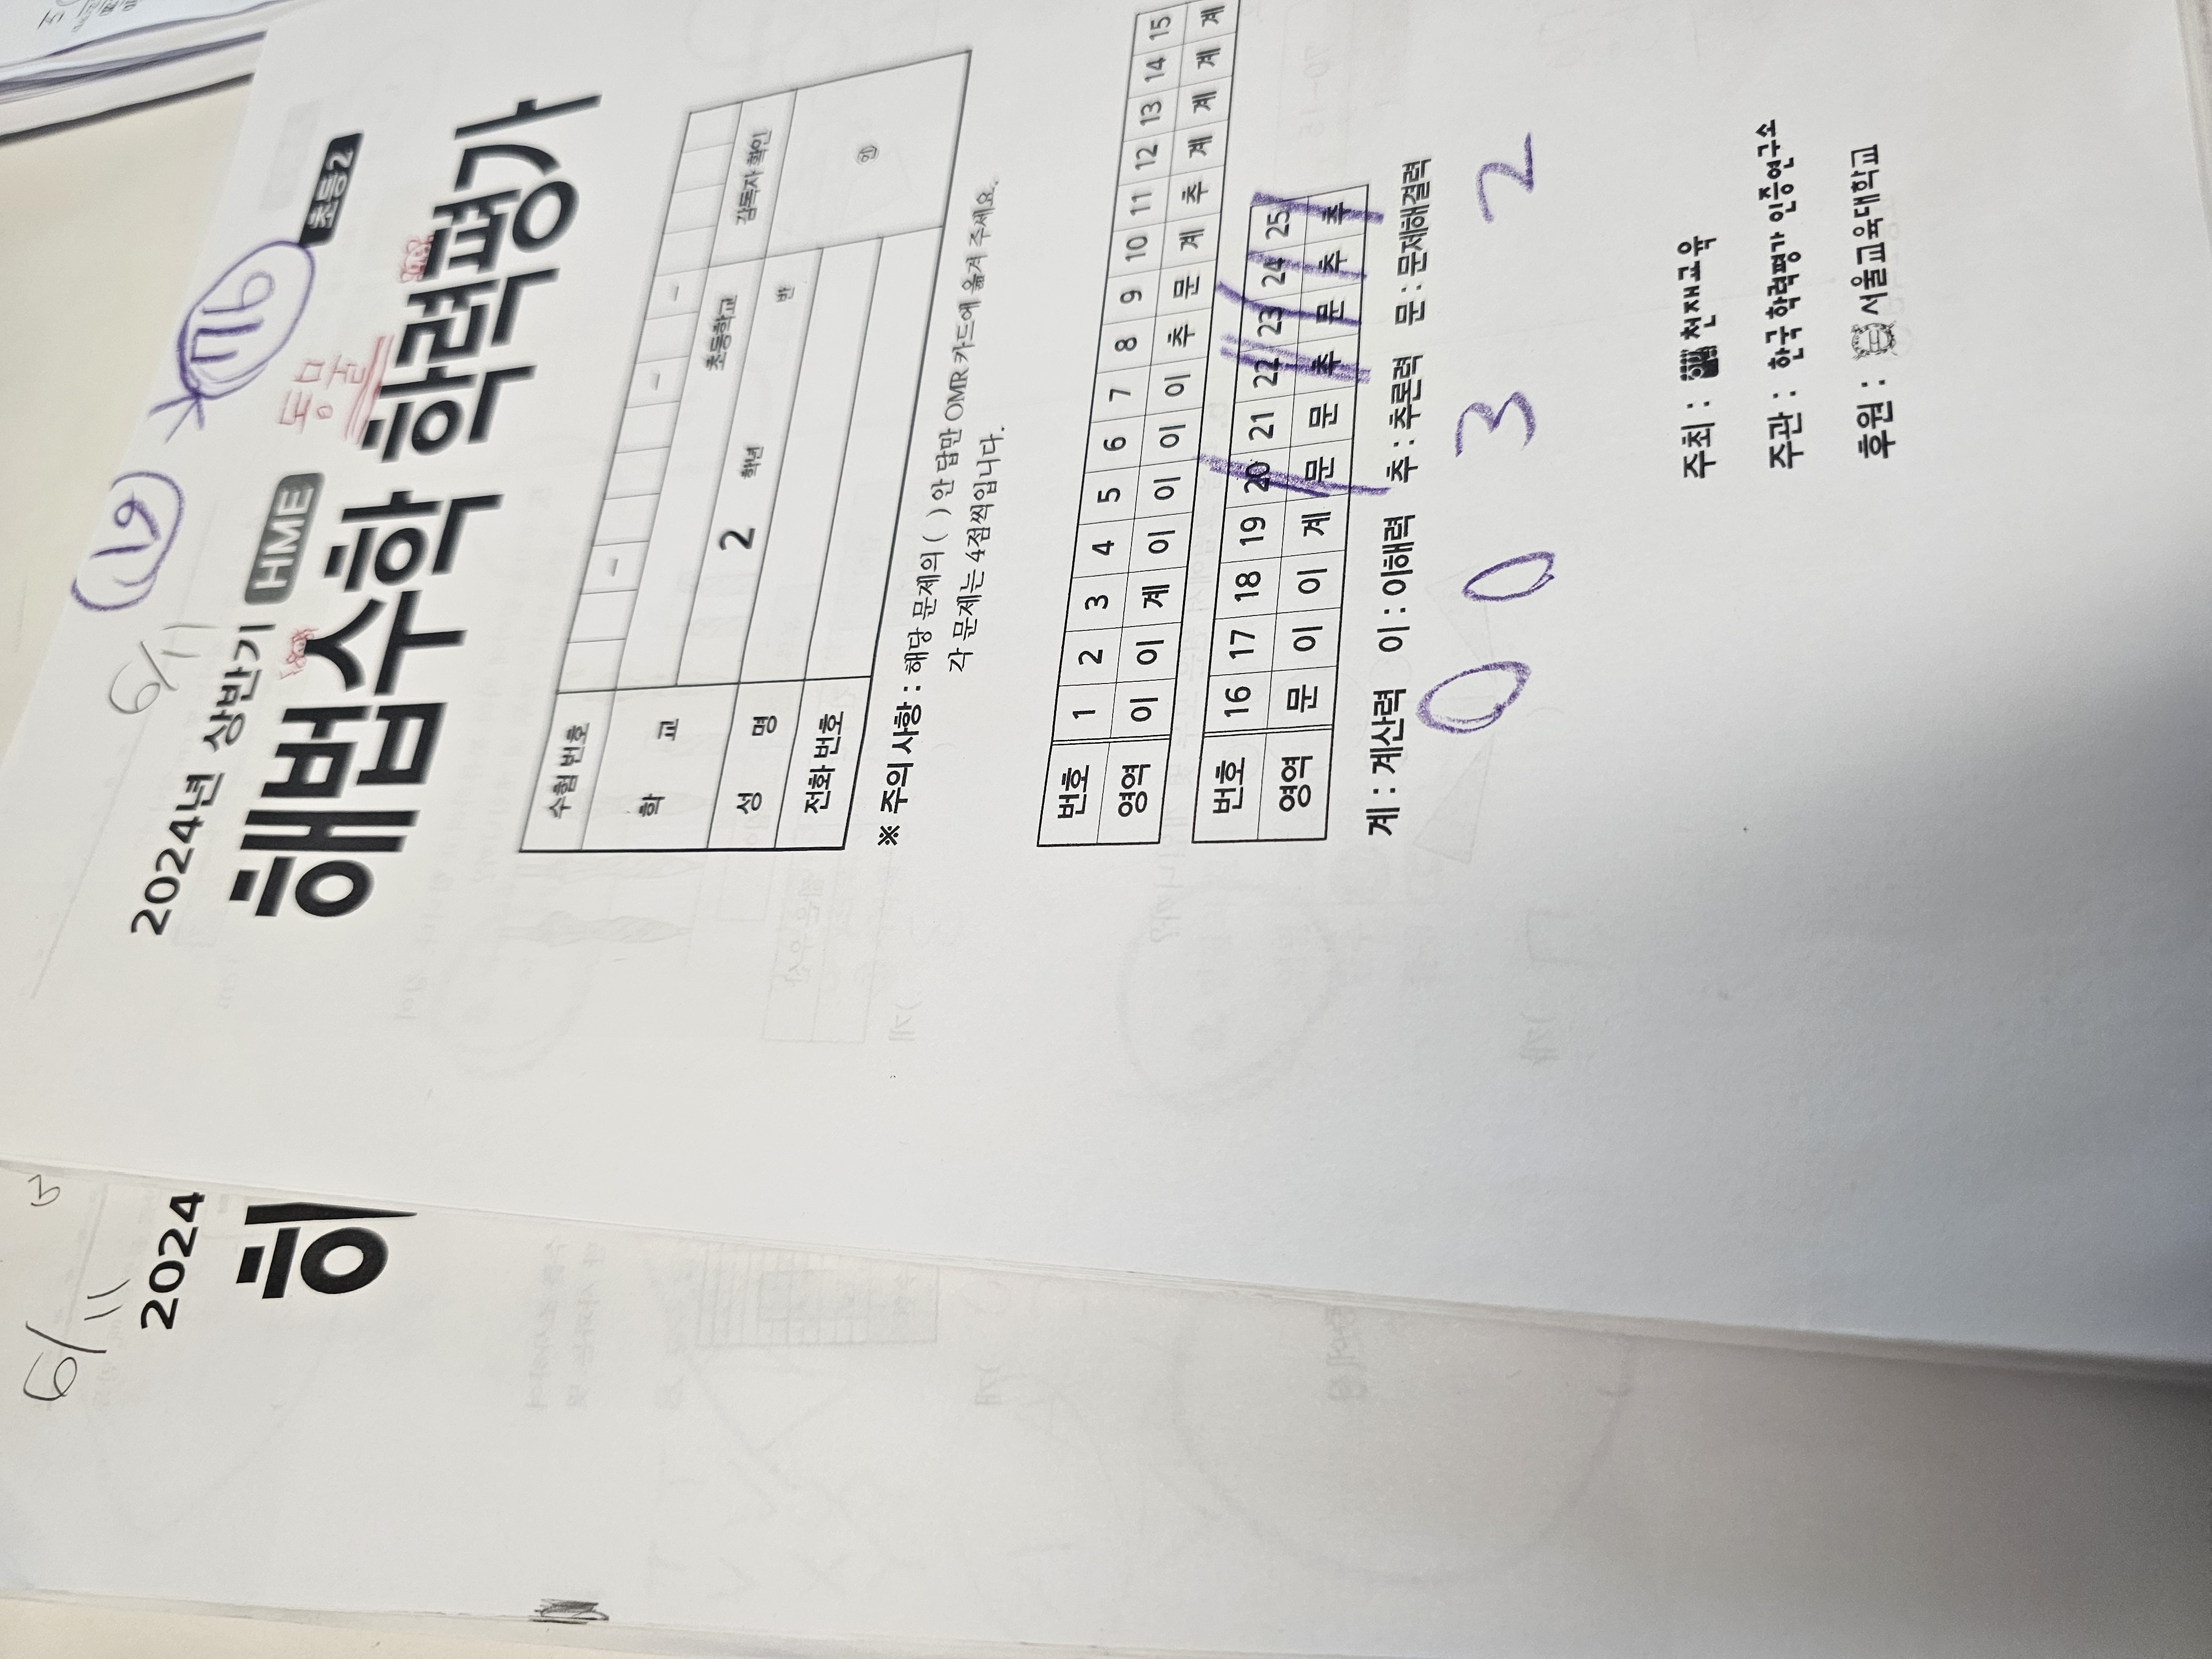 6/1
19
76
2024년 상반기 HME 초등2
동물
해법수학 학력평가
수험 번호 - - -
학 교 초등학교 감독자 확인
성 명 2 학년 반 ㊞
전화 번호
※ 주의 사항 : 해당 문제의 ( ) 안 답만 OMR 카드에 옮겨 주세요.
각 문제는 4점씩입니다.
번호 1 2 3 4 5 6 7 8 9 10 11 12 13 14 15
영역 이 이 계 이 이 이 이 추 문 계 추 계 계 계 계
번호 16 17 18 19 20 21 22 23 24 25
영역 문 이 이 계 문 문 추 문 추 추
계 : 계산력 이 : 이해력 추 : 추론력 문 : 문제해결력
0 0 3 2
주최 : 천재교육
주관 : 한국 학력평가 인증연구소
후원 : 서울교육대학교
6/11
3
2024